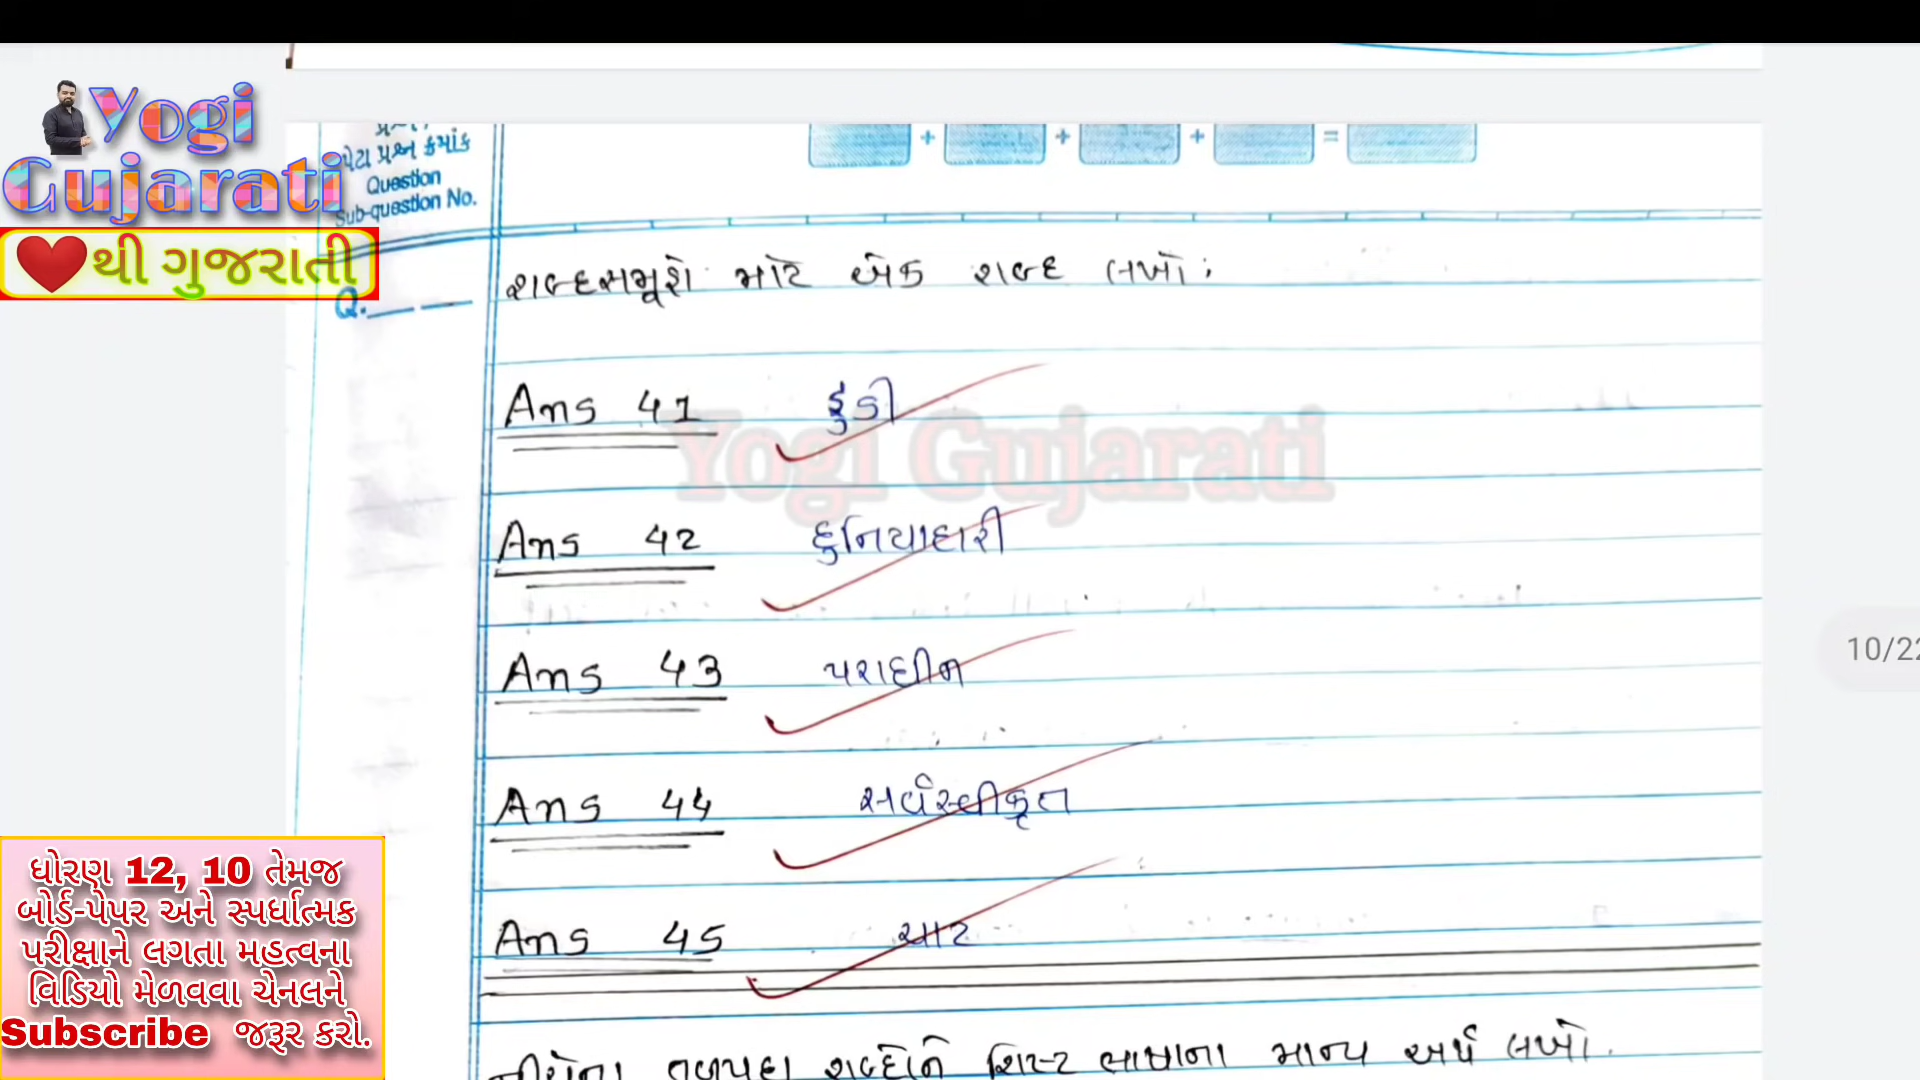 Yogi
Gujarati
❤થી ગુજરાતી
પેટા પ્રશ્ન ક્રમાંક
Question
Sub-question No.
+ + + =
Q.
શબ્દસમૂહો માટે એક શબ્દ લખો:
Ans 41 હુંડી
Ans 42 દુનિયાદારી
Ans 43 પરાધીન
Ans 44 સર્વસ્વીકૃત
Ans 45
Yogi Gujarati
10/22
નીચેના તળપદા શબ્દોને શિષ્ટ ભાષાના માન્ય અર્થ લખો.
ધોરણ 12, 10 તેમજ
બોર્ડ-પેપર અને સ્પર્ધાત્મક
પરીક્ષાને લગતા મહત્વના
વિડિયો મેળવવા ચેનલને
Subscribe જરૂર કરો.